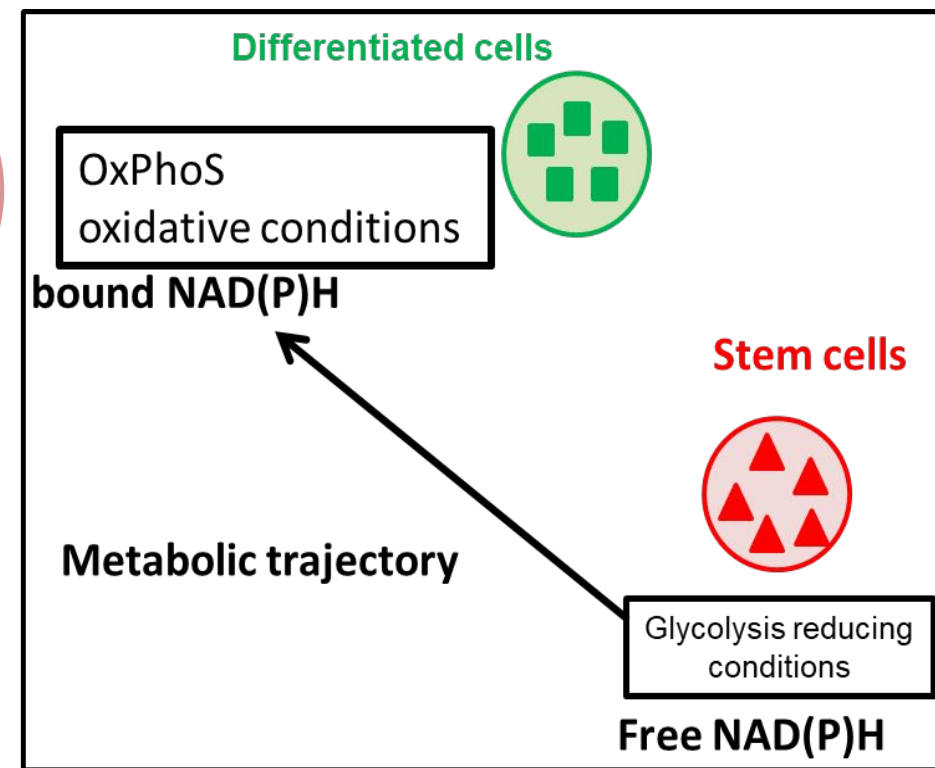 Differentiated cells
OxPhoS
oxidative conditions
bound NAD(P)H
Stem cells
Metabolic trajectory
Glycolysis reducing
conditions
Free NAD(P)H